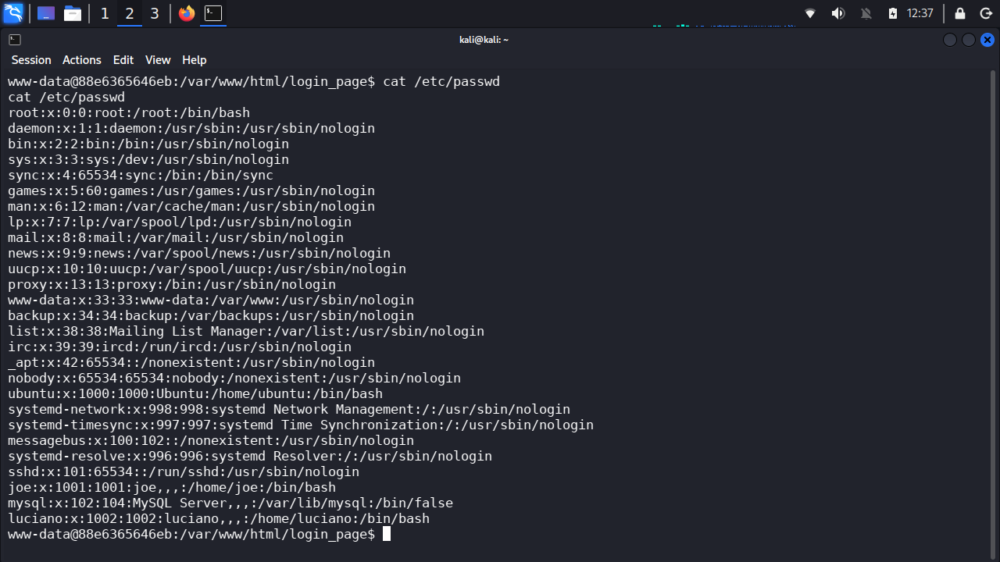 1 2 3 12:37
kali@kali: ~
Session Actions Edit View Help
www-data@88e6365646eb:/var/www/html/login_page$ cat /etc/passwd
cat /etc/passwd
root:x:0:0:root:/root:/bin/bash
daemon:x:1:1:daemon:/usr/sbin:/usr/sbin/nologin
bin:x:2:2:bin:/bin:/usr/sbin/nologin
sys:x:3:3:sys:/dev:/usr/sbin/nologin
sync:x:4:65534:sync:/bin:/bin/sync
games:x:5:60:games:/usr/games:/usr/sbin/nologin
man:x:6:12:man:/var/cache/man:/usr/sbin/nologin
lp:x:7:7:lp:/var/spool/lpd:/usr/sbin/nologin
mail:x:8:8:mail:/var/mail:/usr/sbin/nologin
news:x:9:9:news:/var/spool/news:/usr/sbin/nologin
uucp:x:10:10:uucp:/var/spool/uucp:/usr/sbin/nologin
proxy:x:13:13:proxy:/bin:/usr/sbin/nologin
www-data:x:33:33:www-data:/var/www:/usr/sbin/nologin
backup:x:34:34:backup:/var/backups:/usr/sbin/nologin
list:x:38:38:Mailing List Manager:/var/list:/usr/sbin/nologin
irc:x:39:39:ircd:/run/ircd:/usr/sbin/nologin
_apt:x:42:65534::/nonexistent:/usr/sbin/nologin
nobody:x:65534:65534:nobody:/nonexistent:/usr/sbin/nologin
ubuntu:x:1000:1000:Ubuntu:/home/ubuntu:/bin/bash
systemd-network:x:998:998:systemd Network Management:/:/usr/sbin/nologin
systemd-timesync:x:997:997:systemd Time Synchronization:/:/usr/sbin/nologin
messagebus:x:100:102::/nonexistent:/usr/sbin/nologin
systemd-resolve:x:996:996:systemd Resolver:/:/usr/sbin/nologin
sshd:x:101:65534::/run/sshd:/usr/sbin/nologin
joe:x:1001:1001:joe,,,:/home/joe:/bin/bash
mysql:x:102:104:MySQL Server,,,:/var/lib/mysql:/bin/false
luciano:x:1002:1002:luciano,,,:/home/luciano:/bin/bash
www-data@88e6365646eb:/var/www/html/login_page$